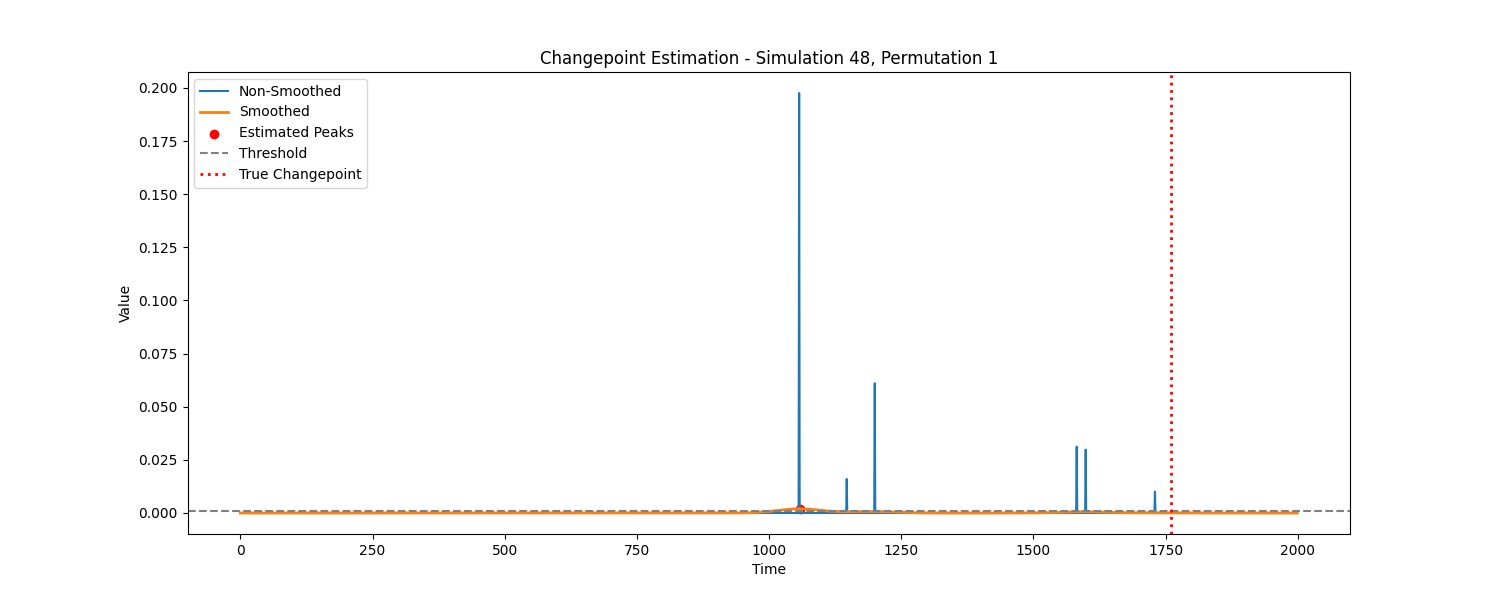 Changepoint Estimation - Simulation 48, Permutation 1
Non-Smoothed
Smoothed
Estimated Peaks
Threshold
True Changepoint
Value
0.200
0.175
0.150
0.125
0.100
0.075
0.050
0.025
0.000
0 250 500 750 1000 1250 1500 1750 2000
Time